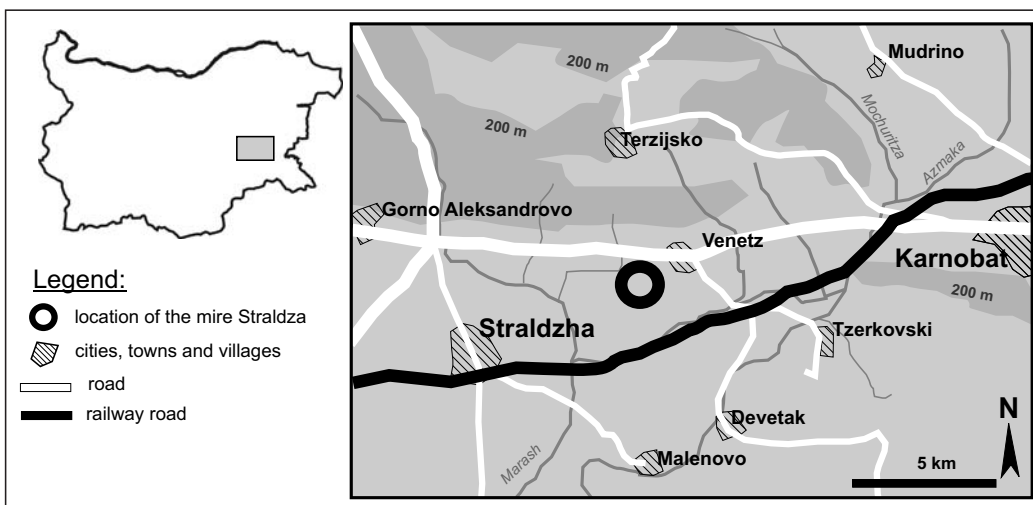 Legend:
location of the mire Straldza
cities, towns and villages
road
railway road
200 m
Mudrino
200 m
Terzijsko
Mochuritza
Azmaka
Gorno Aleksandrovo
Venetz
Karnobat
200 m
Straldzha
Tzerkovski
Devetak
N
Marash
Malenovo
5 km